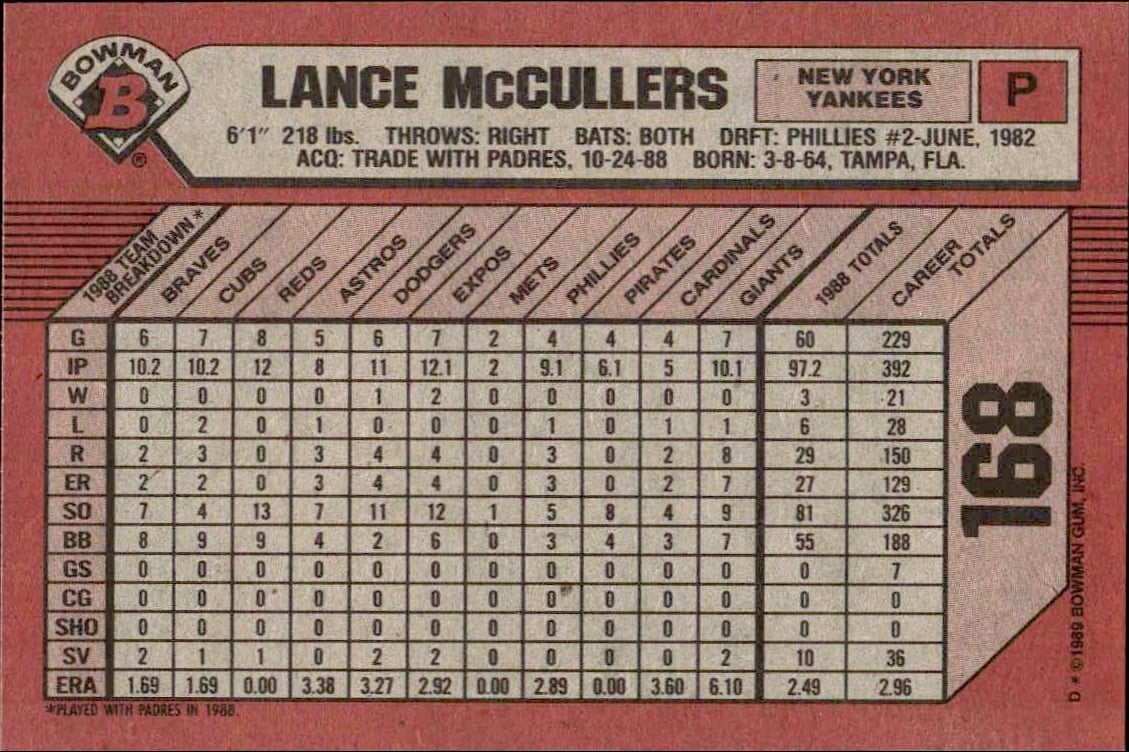 BOWMAN
B
®
LANCE McCULLERS
NEW YORK
YANKEES
P
6'1" 218 lbs. THROWS: RIGHT BATS: BOTH DRFT: PHILLIES #2-JUNE, 1982
ACQ: TRADE WITH PADRES, 10-24-88 BORN: 3-8-64, TAMPA, FLA.
1988 TEAM
BREAKDOWN* BRAVES CUBS REDS ASTROS DODGERS EXPOS METS PHILLIES PIRATES CARDINALS GIANTS 1988 TOTALS CAREER
TOTALS
G 6 7 8 5 6 7 2 4 4 4 7 60 229
IP 10.2 10.2 12 8 11 12.1 2 9.1 6.1 5 10.1 97.2 392
W 0 0 0 0 1 2 0 0 0 0 0 3 21
L 0 2 0 1 0 0 0 1 0 1 1 6 28
R 2 3 0 3 4 4 0 3 0 2 8 29 150
ER 2 2 0 3 4 4 0 3 0 2 7 27 129
SO 7 4 13 7 11 12 1 5 8 4 9 81 326
BB 8 9 9 4 2 6 0 3 4 3 7 55 188
GS 0 0 0 0 0 0 0 0 0 0 0 0 7
CG 0 0 0 0 0 0 0 0 0 0 0 0 0
SHO 0 0 0 0 0 0 0 0 0 0 0 0 0
SV 2 1 1 0 2 2 0 0 0 0 2 10 36
ERA 1.69 1.69 0.00 3.38 3.27 2.92 0.00 2.89 0.00 3.60 6.10 2.49 2.96
*PLAYED WITH PADRES IN 1988.
168
D * ©1989 BOWMAN GUM, INC.